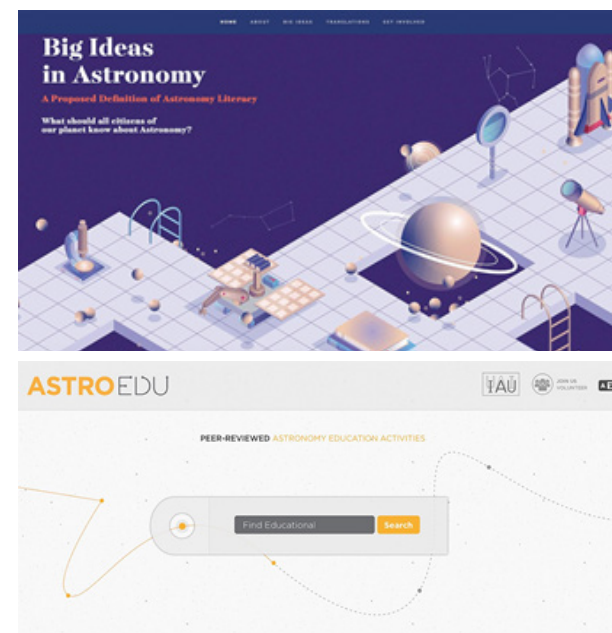 HOME ABOUT BIG IDEAS TRANSLATIONS GET INVOLVED
Big Ideas
in Astronomy
A Proposed Definition of Astronomy Literacy
What should all citizens of
our planet know about Astronomy?
ASTROEDU
IAU
JOIN US
VOLUNTEER
PEER-REVIEWED ASTRONOMY EDUCATION ACTIVITIES
Find Educational
Search